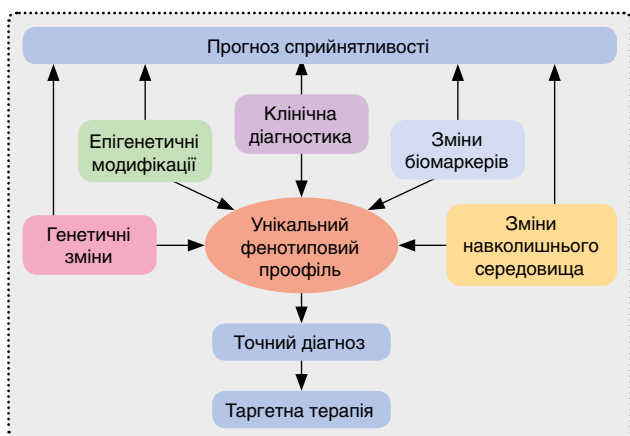 Прогноз сприйнятливості
Клінічна
діагностика
Епігенетичні
модифікації
Зміни
біомаркерів
Генетичні
зміни
Унікальний
фенотиповий
проофіль
Зміни
навколишнього
середовища
Точний діагноз
Таргетна терапія